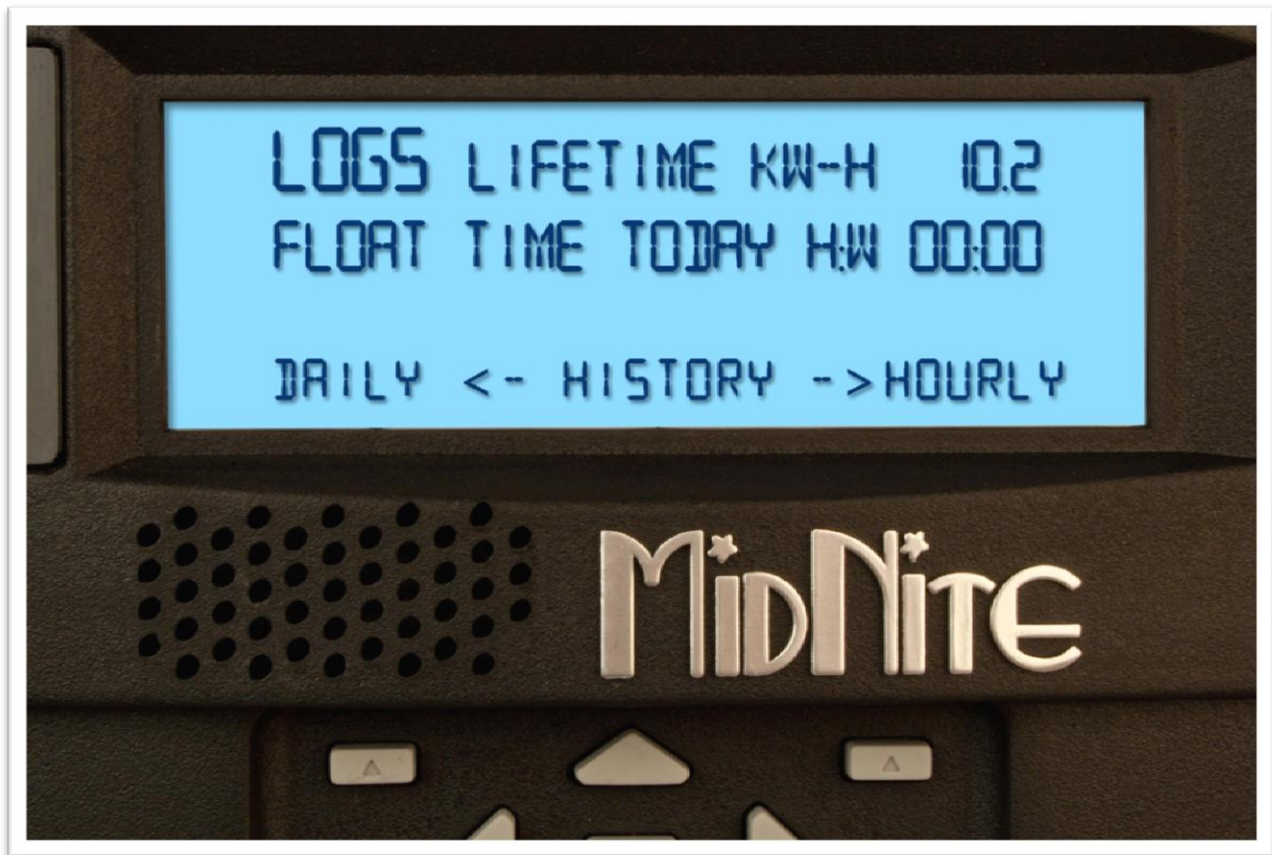 LOGS LIFETIME KW-H 10.2
FLOAT TIME TODAY H:W 00:00
DAILY <- HISTORY ->HOURLY
MIDNITE